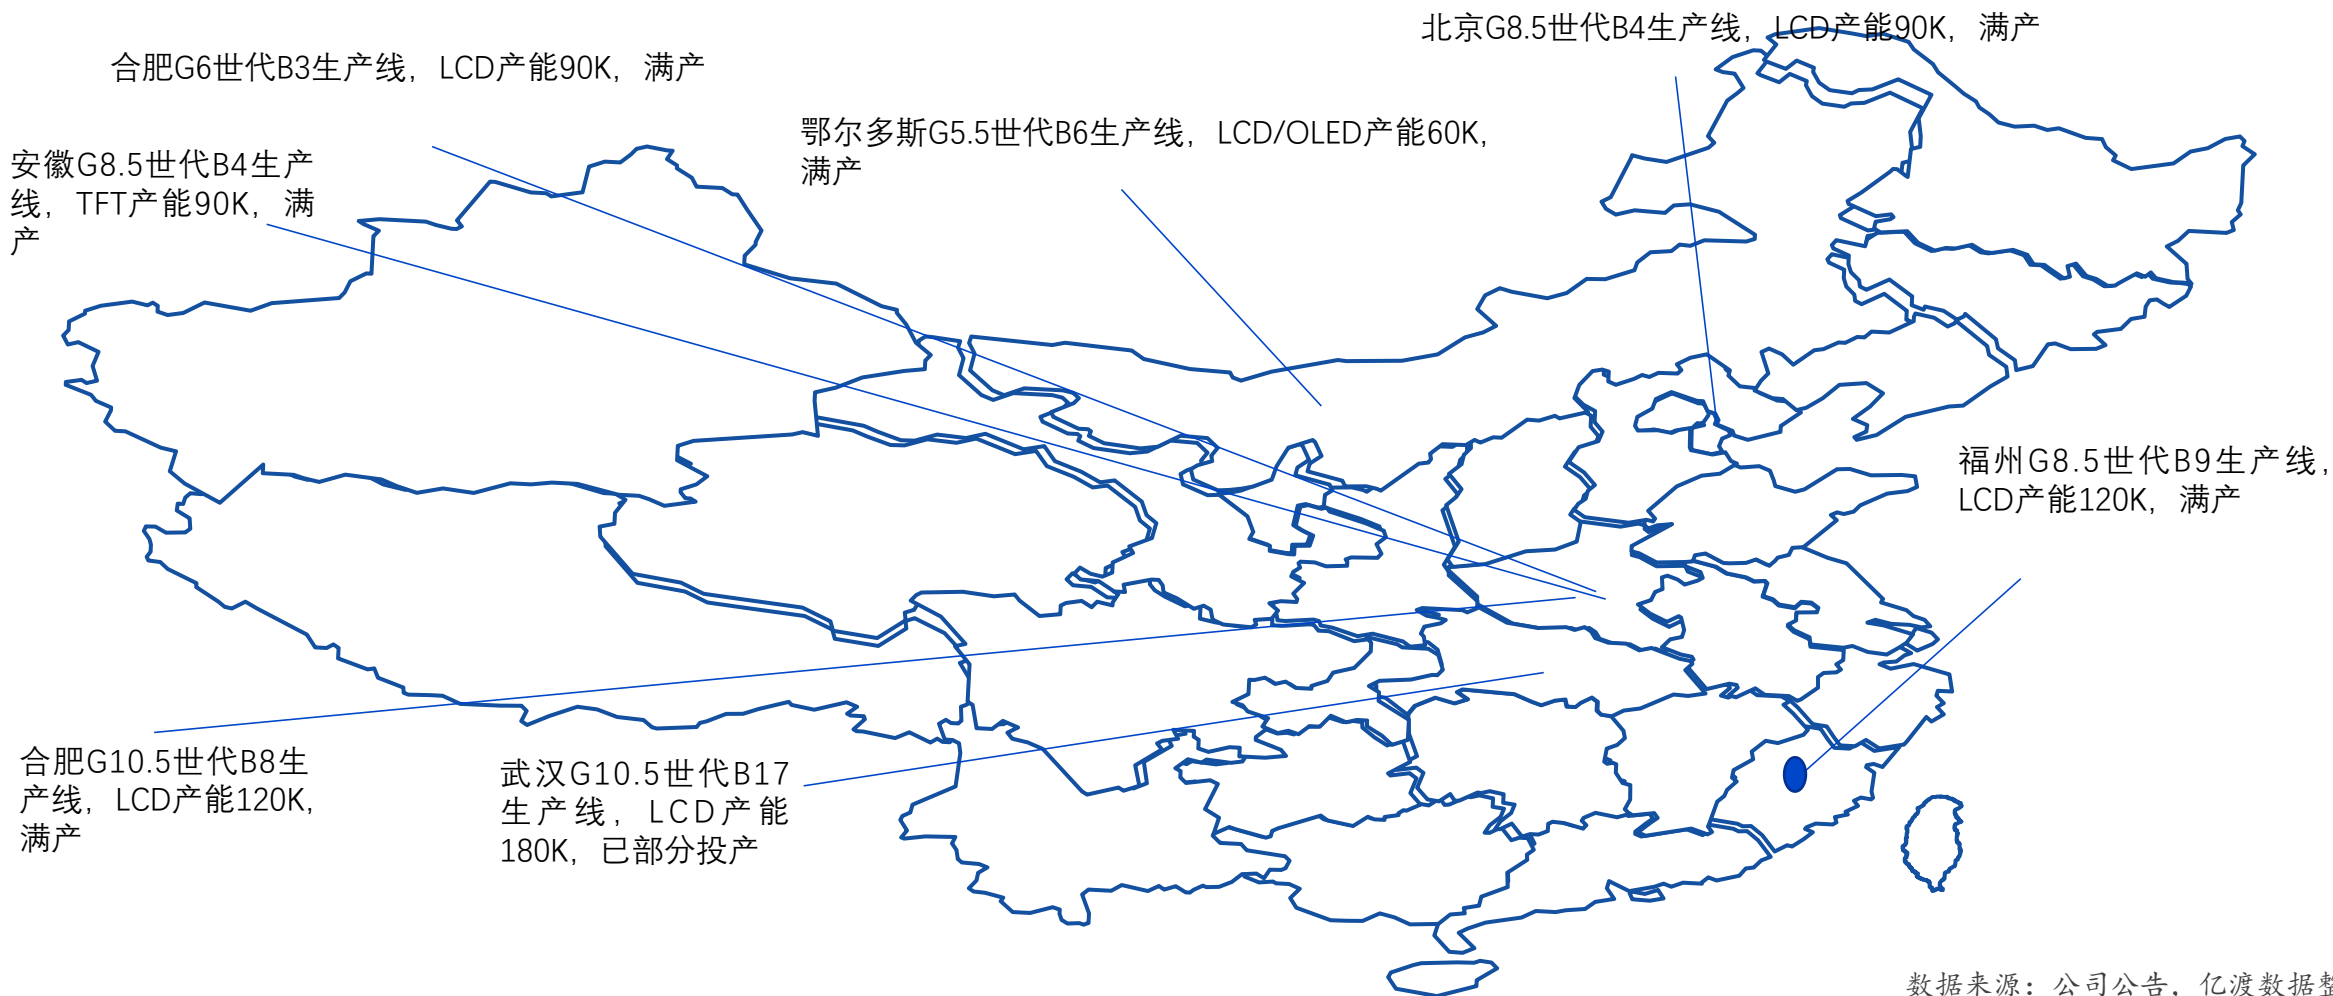 北京G8.5世代B4生产线，LCD产能90K，满产
合肥G6世代B3生产线，LCD产能90K，满产
鄂尔多斯G5.5世代B6生产线，LCD/OLED产能60K，
满产
安徽G8.5世代B4生产
线，TFT产能90K，满
产
福州G8.5世代B9生产线，
LCD产能120K，满产
合肥G10.5世代B8生
产线，LCD产能120K，
满产
武汉G10.5世代B17
生产线，LCD产能
180K，已部分投产
数据来源：公司公告，亿渡数据整